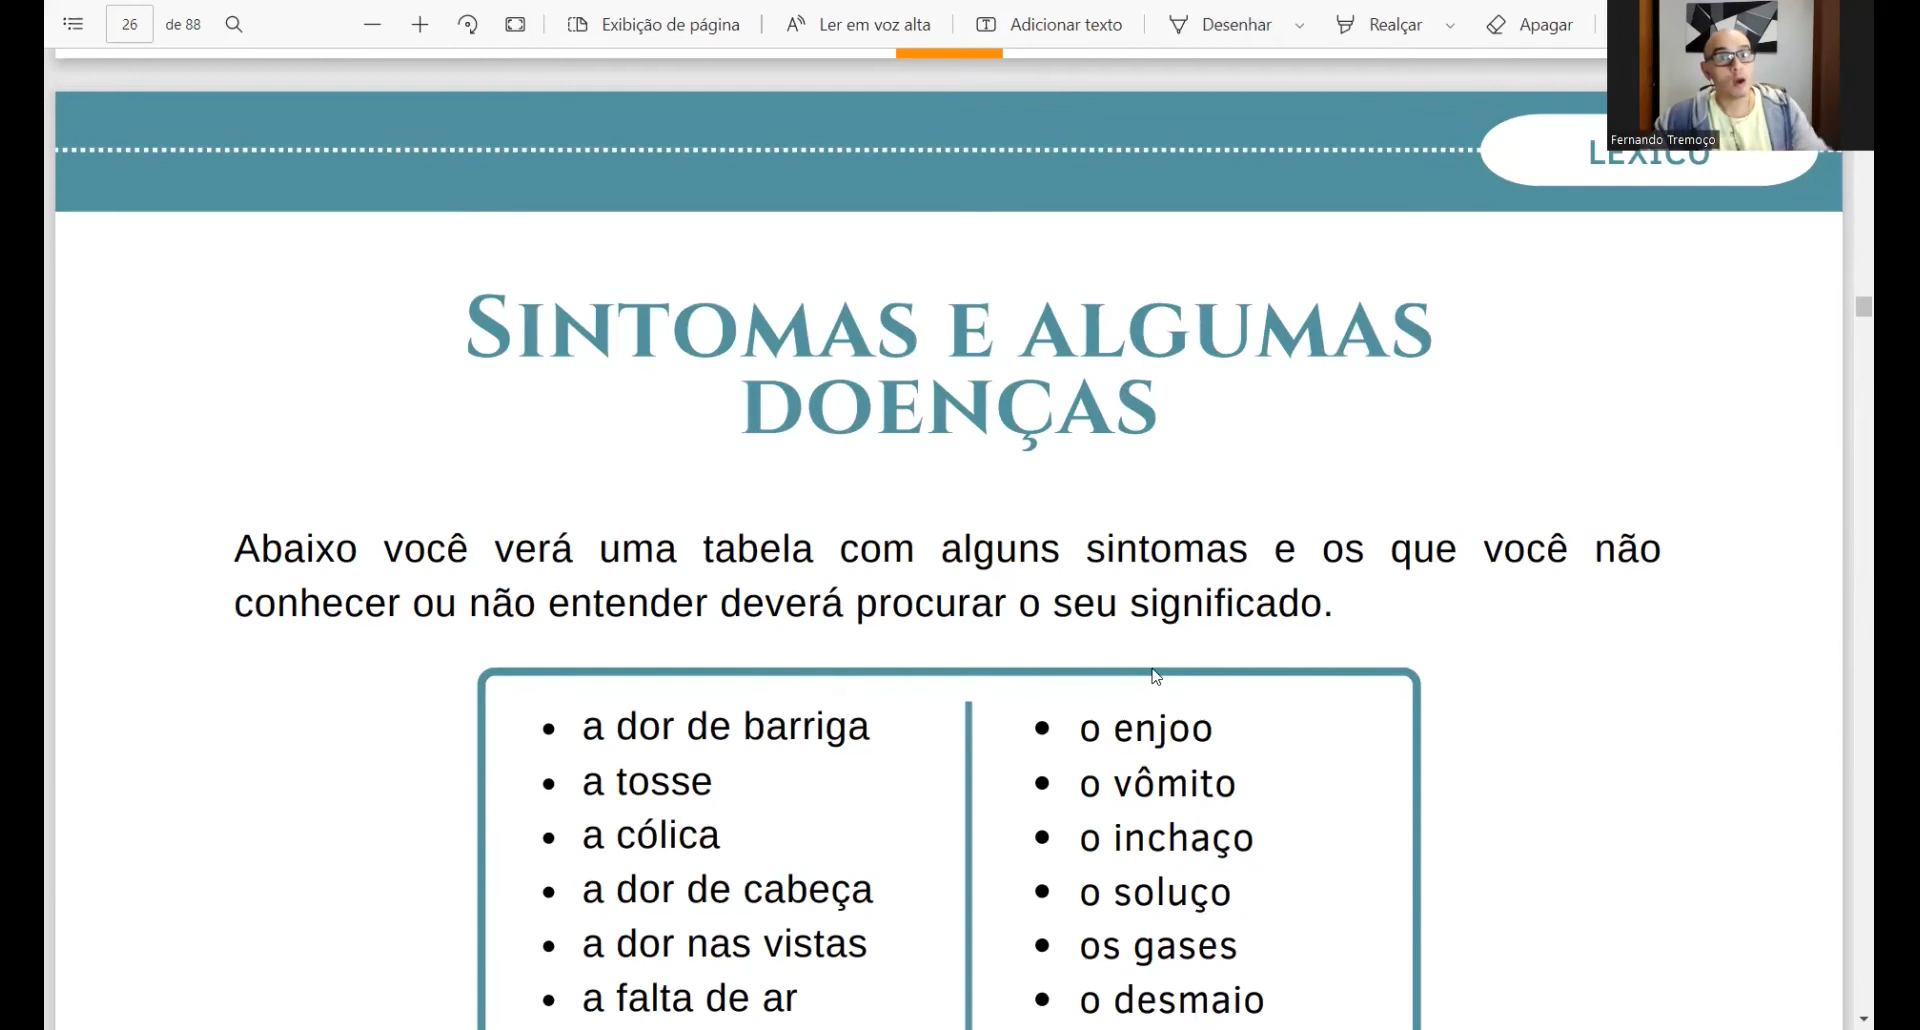 26 de 88 Exibição de página Ler em voz alta Adicionar texto Desenhar Realçar Apagar
Fernando Tremoço
LÉXICO
SINTOMAS E ALGUMAS
DOENÇAS
Abaixo você verá uma tabela com alguns sintomas e os que você não
conhecer ou não entender deverá procurar o seu significado.
• a dor de barriga
• a tosse
• a cólica
• a dor de cabeça
• a dor nas vistas
• a falta de ar
• o enjoo
• o vômito
• o inchaço
• o soluço
• os gases
• o desmaio